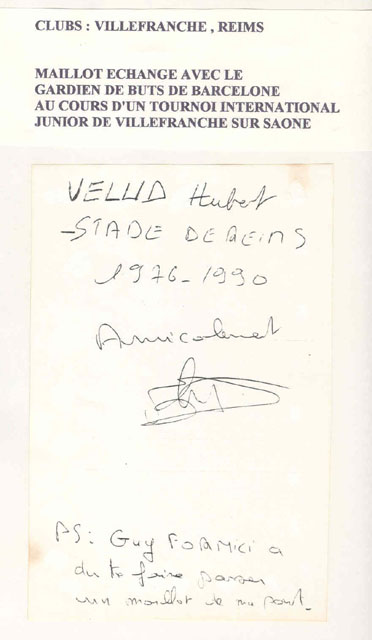 CLUBS : VILLEFRANCHE , REIMS
MAILLOT ECHANGE AVEC LE
GARDIEN DE BUTS DE BARCELONE
AU COURS D'UN TOURNOI INTERNATIONAL
JUNIOR DE VILLEFRANCHE SUR SAONE
VELUD Hubert
-STADE DE REIMS
1976-1990
Amicalement
PS: Guy FORMICI a
du te faire passer
un maillot de ma part.